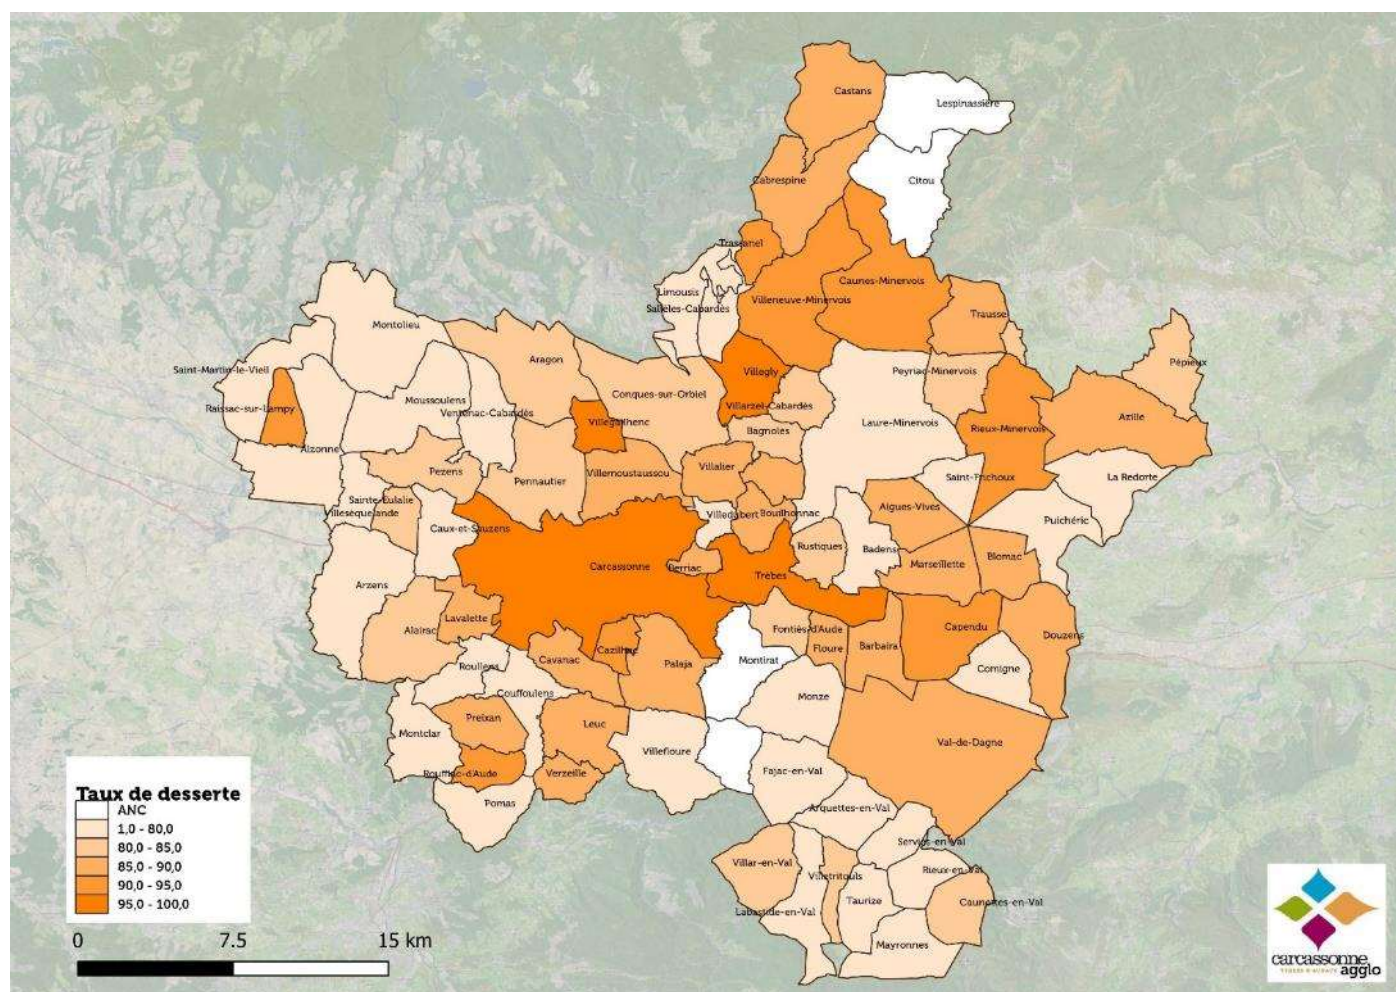 Castans
Lespinassière
Cabrespine
Citou
Trassanel
Limousis
Salleles-Cabardès
Villeneuve-Minervois
Caunes-Minervois
Trausse
Montolieu
Saint-Martin-le-Vieil
Aragon
Villegly
Peyriac-Minervois
Pépieux
Raissac-sur-Lampy
Moussoulens
Ventenac-Cabardès
Conques-sur-Orbiel
Villarzel-Cabardès
Villegailhenc
Bagnoles
Laure-Minervois
Rieux-Minervois
Azille
Alzonne
Pezens
Pennautier
Villemoustaussou
Villalier
Saint-Frichoux
La Redorte
Sainte-Eulalie
Villesèquelande
Caux-et-Sauzens
Villedubert
Bouilhonnac
Aigues-Vives
Puichéric
Rustiques
Badens
Arzens
Carcassonne
Berriac
Trèbes
Marseillette
Blomac
Alairac
Lavalette
Fontiès-d'Aude
Capendu
Douzens
Cavanac
Cazilhac
Palaja
Montirat
Floure
Barbaira
Comigne
Roullens
Couffoulens
Monze
Preixan
Montclar
Leuc
Villefloure
Val-de-Dagne
Rouffiac-d'Aude
Verzeille
Fajac-en-Val
Pomas
Arquettes-en-Val
Serviès-en-Val
Villar-en-Val
Villetritouls
Rieux-en-Val
Labastide-en-Val
Taurize
Caunettes-en-Val
Mayronnes
Taux de desserte
ANC
1,0 - 80,0
80,0 - 85,0
85,0 - 90,0
90,0 - 95,0
95,0 - 100,0
0 7.5 15 km
carcassonne
agglo